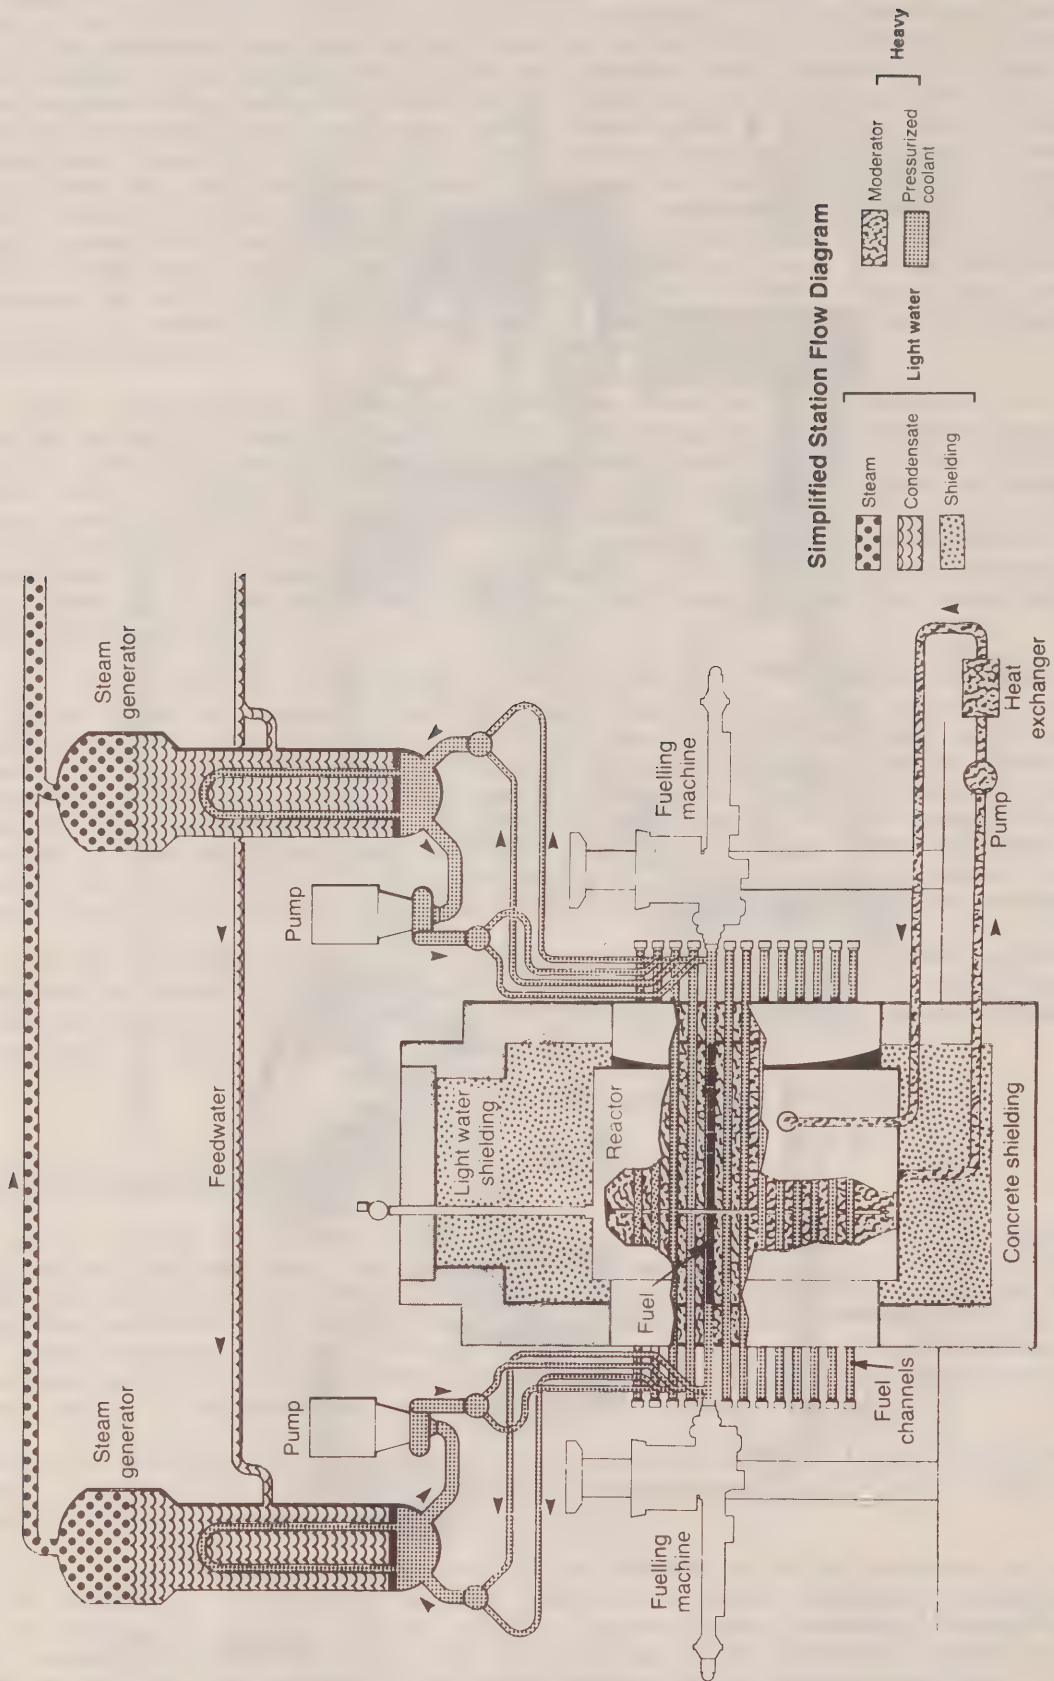 Steam
generator
Steam
generator
Feedwater
Pump
Pump
Light water
shielding
Reactor
Fuel
Fuelling
machine
Fuelling
machine
Fuel
channels
Concrete shielding
Pump
Heat
exchanger
Simplified Station Flow Diagram
Steam
Condensate
Shielding
Light water
Moderator
Pressurized
coolant
Heavy